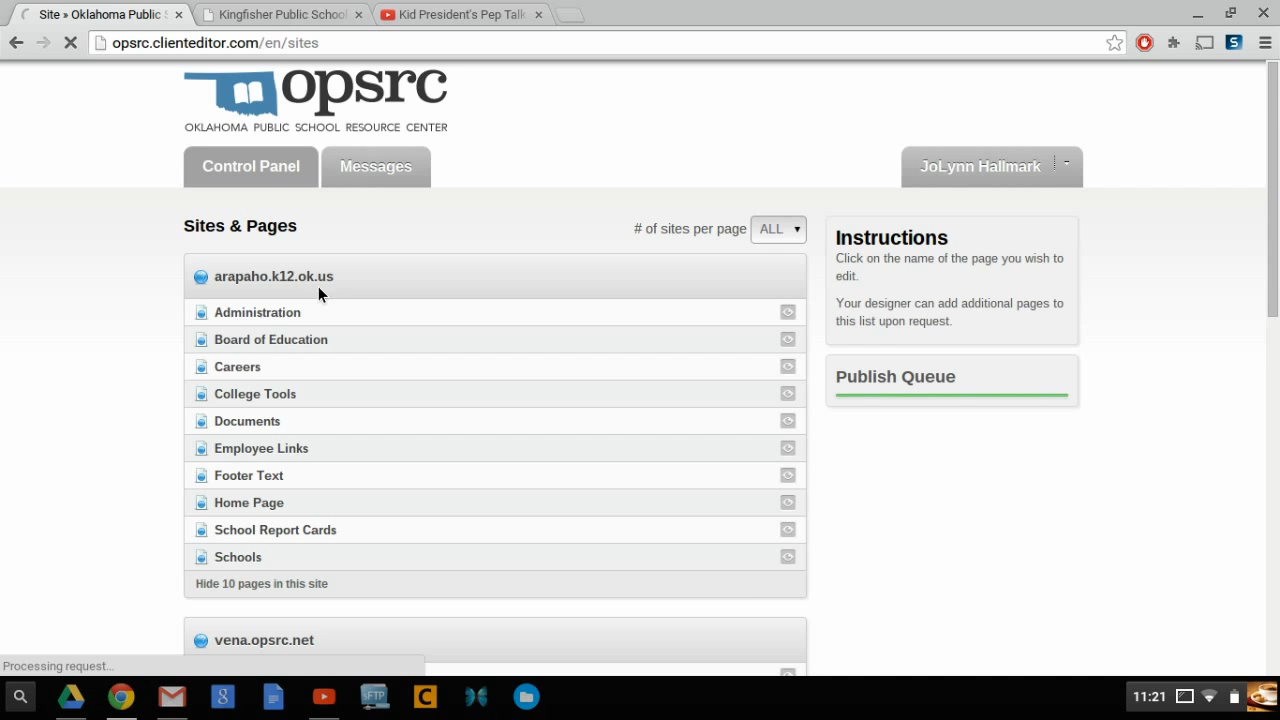 Site » Oklahoma Public S
Kingfisher Public School
Kid President's Pep Talk
opsrc.clienteditor.com/en/sites
opsrc
OKLAHOMA PUBLIC SCHOOL RESOURCE CENTER
Control Panel
Messages
JoLynn Hallmark
Sites & Pages
# of sites per page
ALL
arapaho.k12.ok.us
Administration
Board of Education
Careers
College Tools
Documents
Employee Links
Footer Text
Home Page
School Report Cards
Schools
Hide 10 pages in this site
vena.opsrc.net
Instructions
Click on the name of the page you wish to
edit.
Your designer can add additional pages to
this list upon request.
Publish Queue
Processing request...
8
SFTP
C
11:21